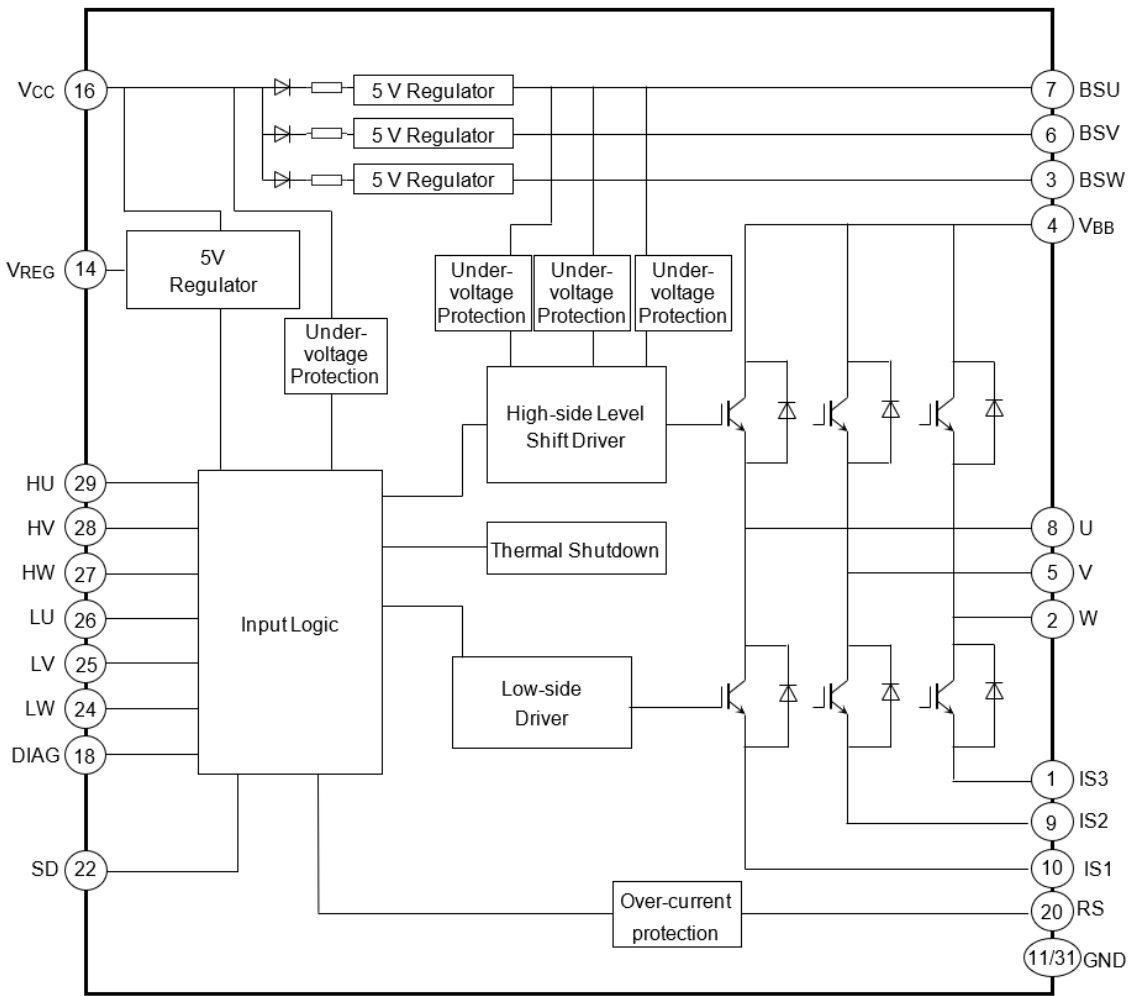 VCC
16
5 V Regulator
7
BSU
5 V Regulator
6
BSV
5 V Regulator
3
BSW
4
VBB
VREG
14
5V
Regulator
Under-
voltage
Protection
Under-
voltage
Protection
Under-
voltage
Protection
Under-
voltage
Protection
High-side Level
Shift Driver
HU
29
HV
28
HW
27
LU
26
LV
25
LW
24
DIAG
18
SD
22
Input Logic
Thermal Shutdown
Low-side
Driver
8
U
5
V
2
W
1
IS3
9
IS2
10
IS1
Over-current
protection
20
RS
11/31
GND